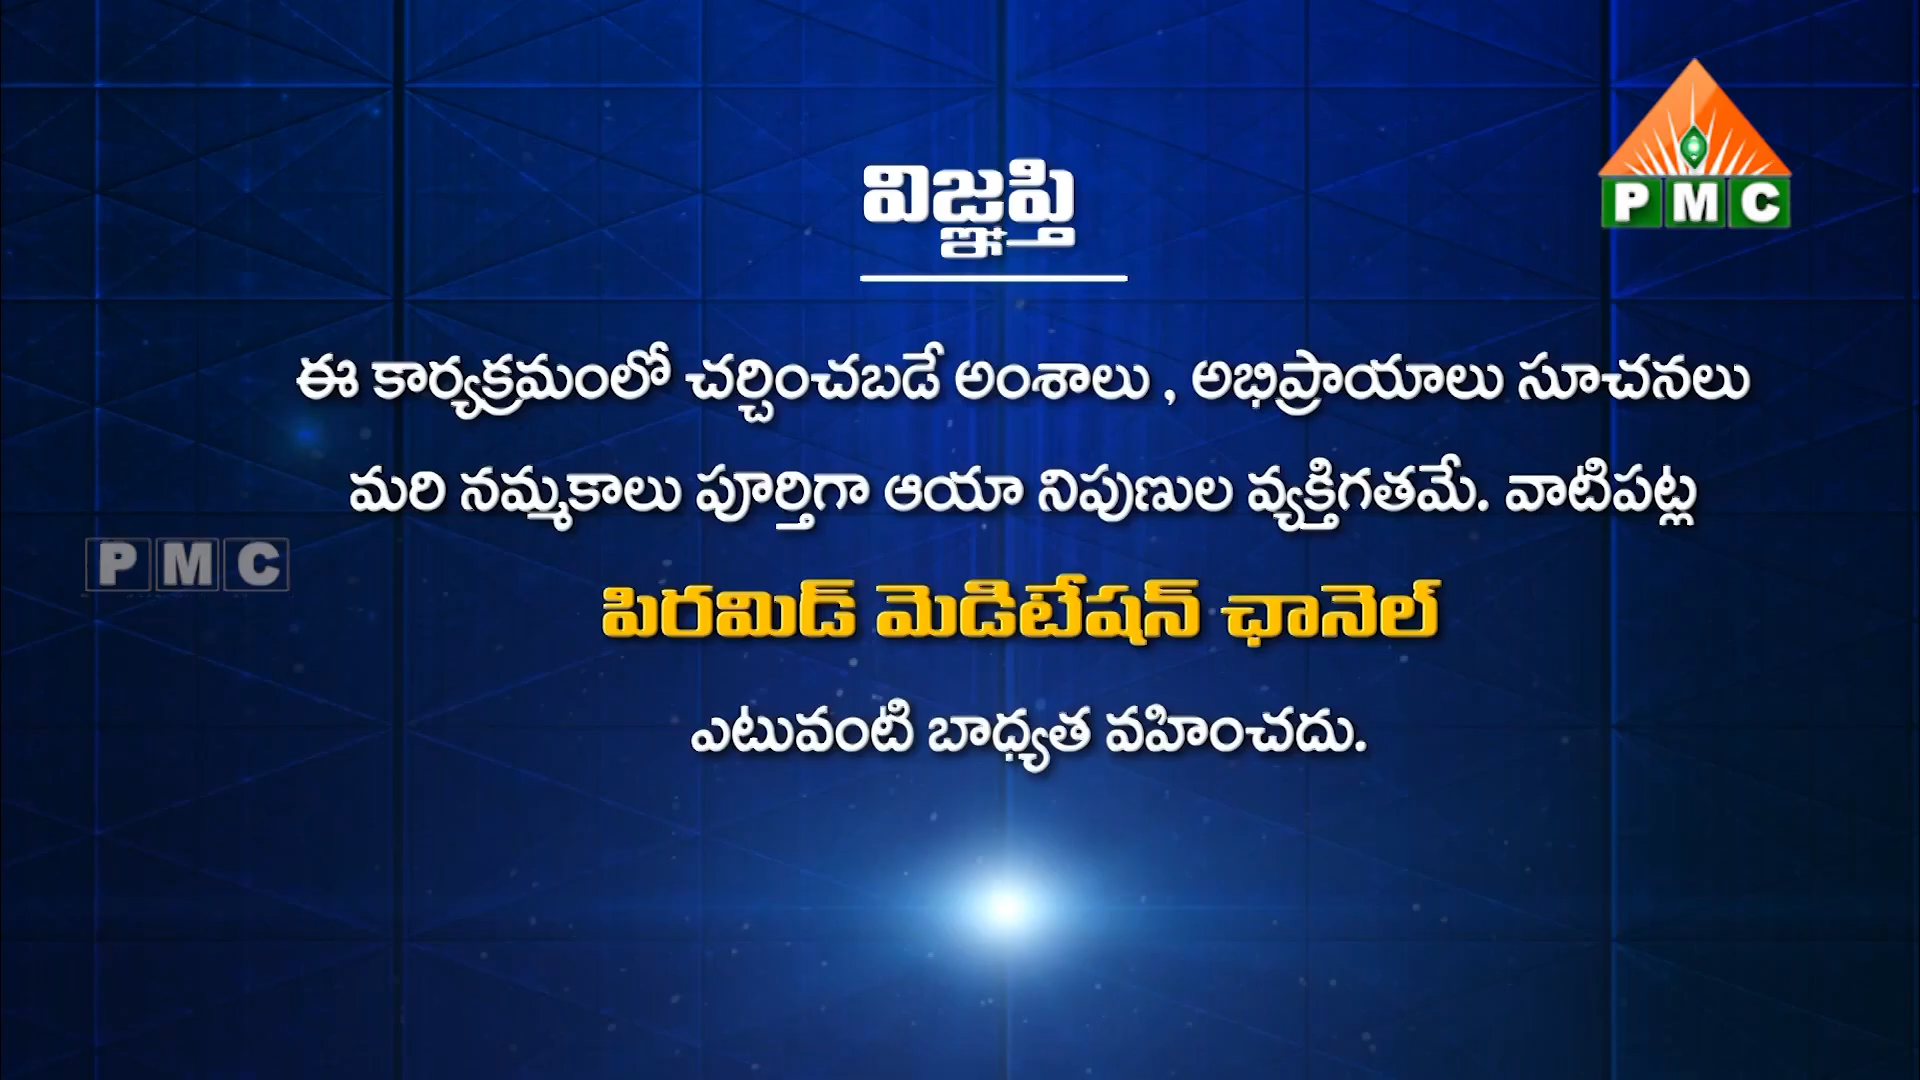 విజ్ఞప్తి
PMC
ఈ కార్యక్రమంలో చర్చించబడే అంశాలు , అభిప్రాయాలు సూచనలు
మరి నమ్మకాలు పూర్తిగా ఆయా నిపుణుల వ్యక్తిగతమే. వాటిపట్ల
PMC
పిరమిడ్ మెడిటేషన్ ఛానెల్
ఎటువంటి బాధ్యత వహించదు.